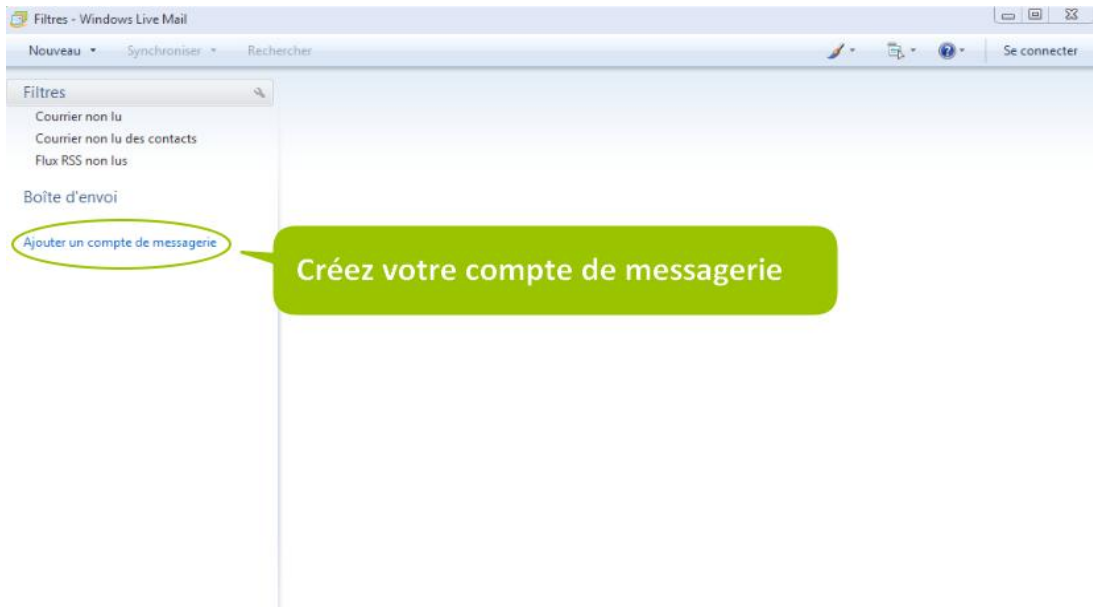 Filtres - Windows Live Mail
Nouveau Synchroniser Rechercher Se connecter
Filtres
Courrier non lu
Courrier non lu des contacts
Flux RSS non lus
Boîte d'envoi
Ajouter un compte de messagerie
Créez votre compte de messagerie